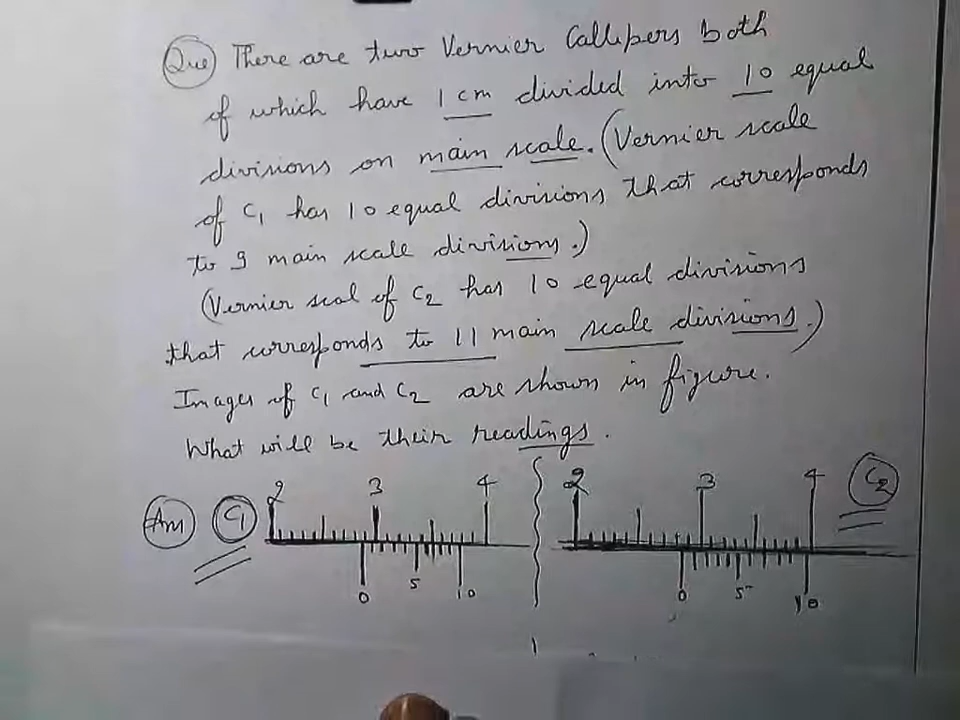 Que There are two Vernier Callipers both
of which have 1 cm divided into 10 equal
divisions on main scale. (Vernier scale
of C1 has 10 equal divisions that corresponds
to 9 main scale divisions.)
(Vernier scal of C2 has 10 equal divisions
that corresponds to 11 main scale divisions.)
Images of C1 and C2 are shown in figure.
What will be their readings.
Ans C1 2 3 4 2 3 4 C2
0 5 10 0 5 10